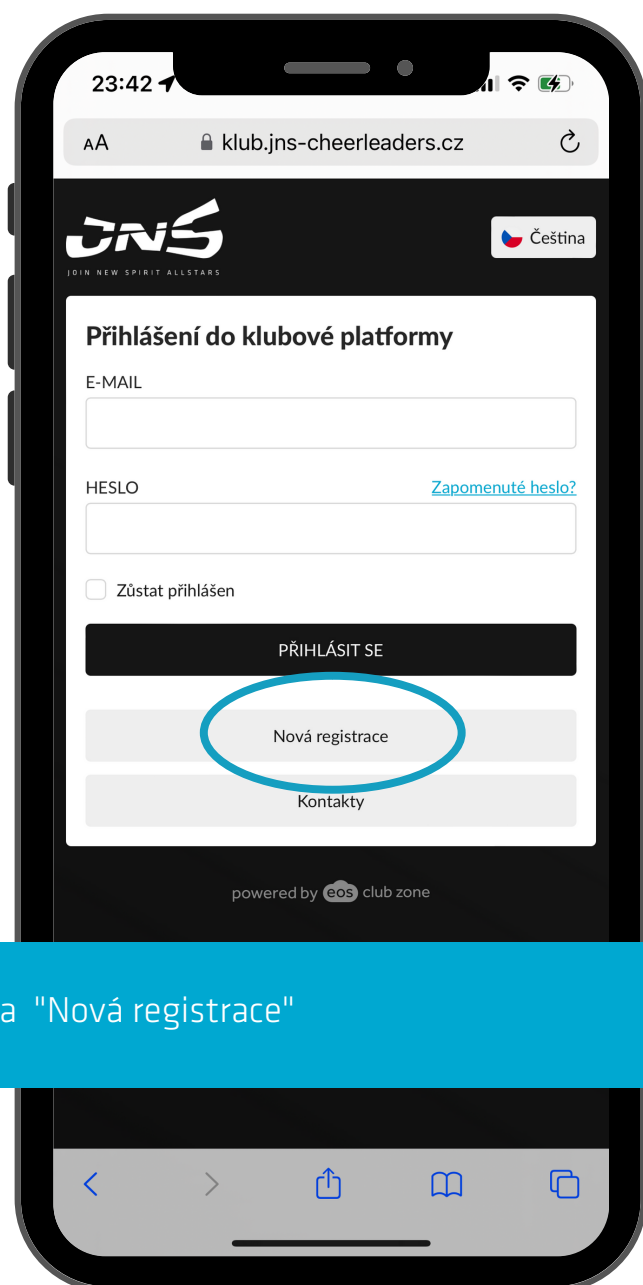 23:42
AA klub.jns-cheerleaders.cz
JNS
JOIN NEW SPIRIT ALLSTARS
Čeština
Přihlášení do klubové platformy
E-MAIL
HESLO Zapomenuté heslo?
Zůstat přihlášen
PŘIHLÁSIT SE
Nová registrace
Kontakty
powered by eos club zone
a "Nová registrace"